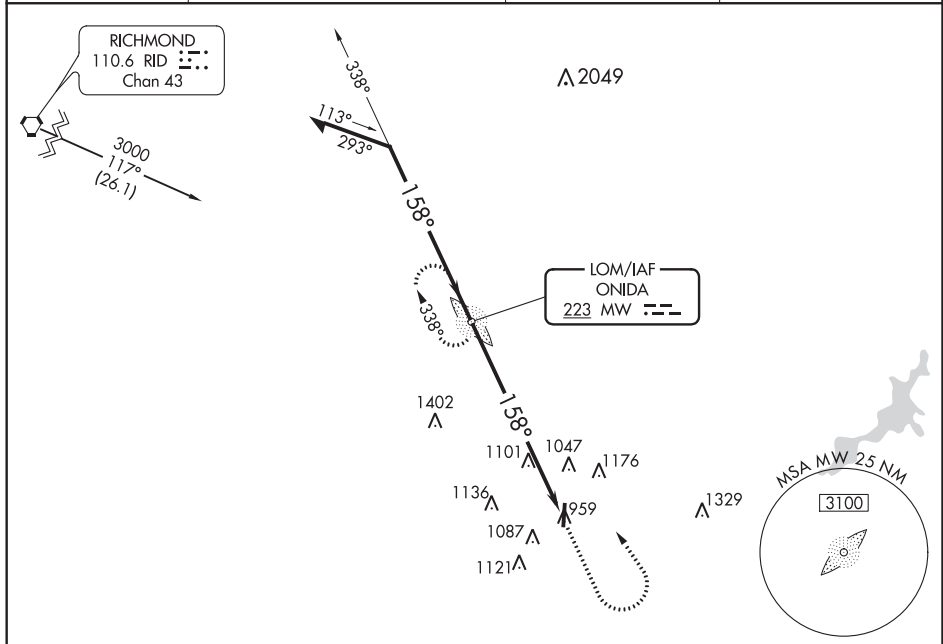 RICHMOND
110.6 RID
Chan 43
3000
117°
(26.1)
338°
2049
113°
293°
158°
LOM/IAF
ONIDA
223 MW
338°
158°
1402
1101
1047
1176
1136
959
1329
1087
1121
MSA MW 25 NM
3100